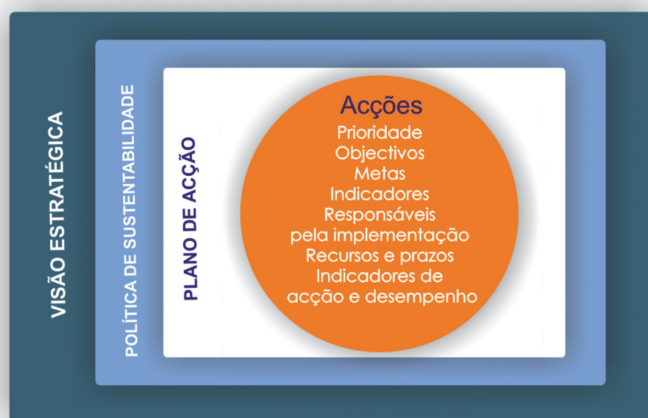 VISÃO ESTRATÉGICA
POLÍTICA DE SUSTENTABILIDADE
PLANO DE ACÇÃO
Acções
Prioridade
Objectivos
Metas
Indicadores
Responsáveis
pela implementação
Recursos e prazos
Indicadores de
acção e desempenho